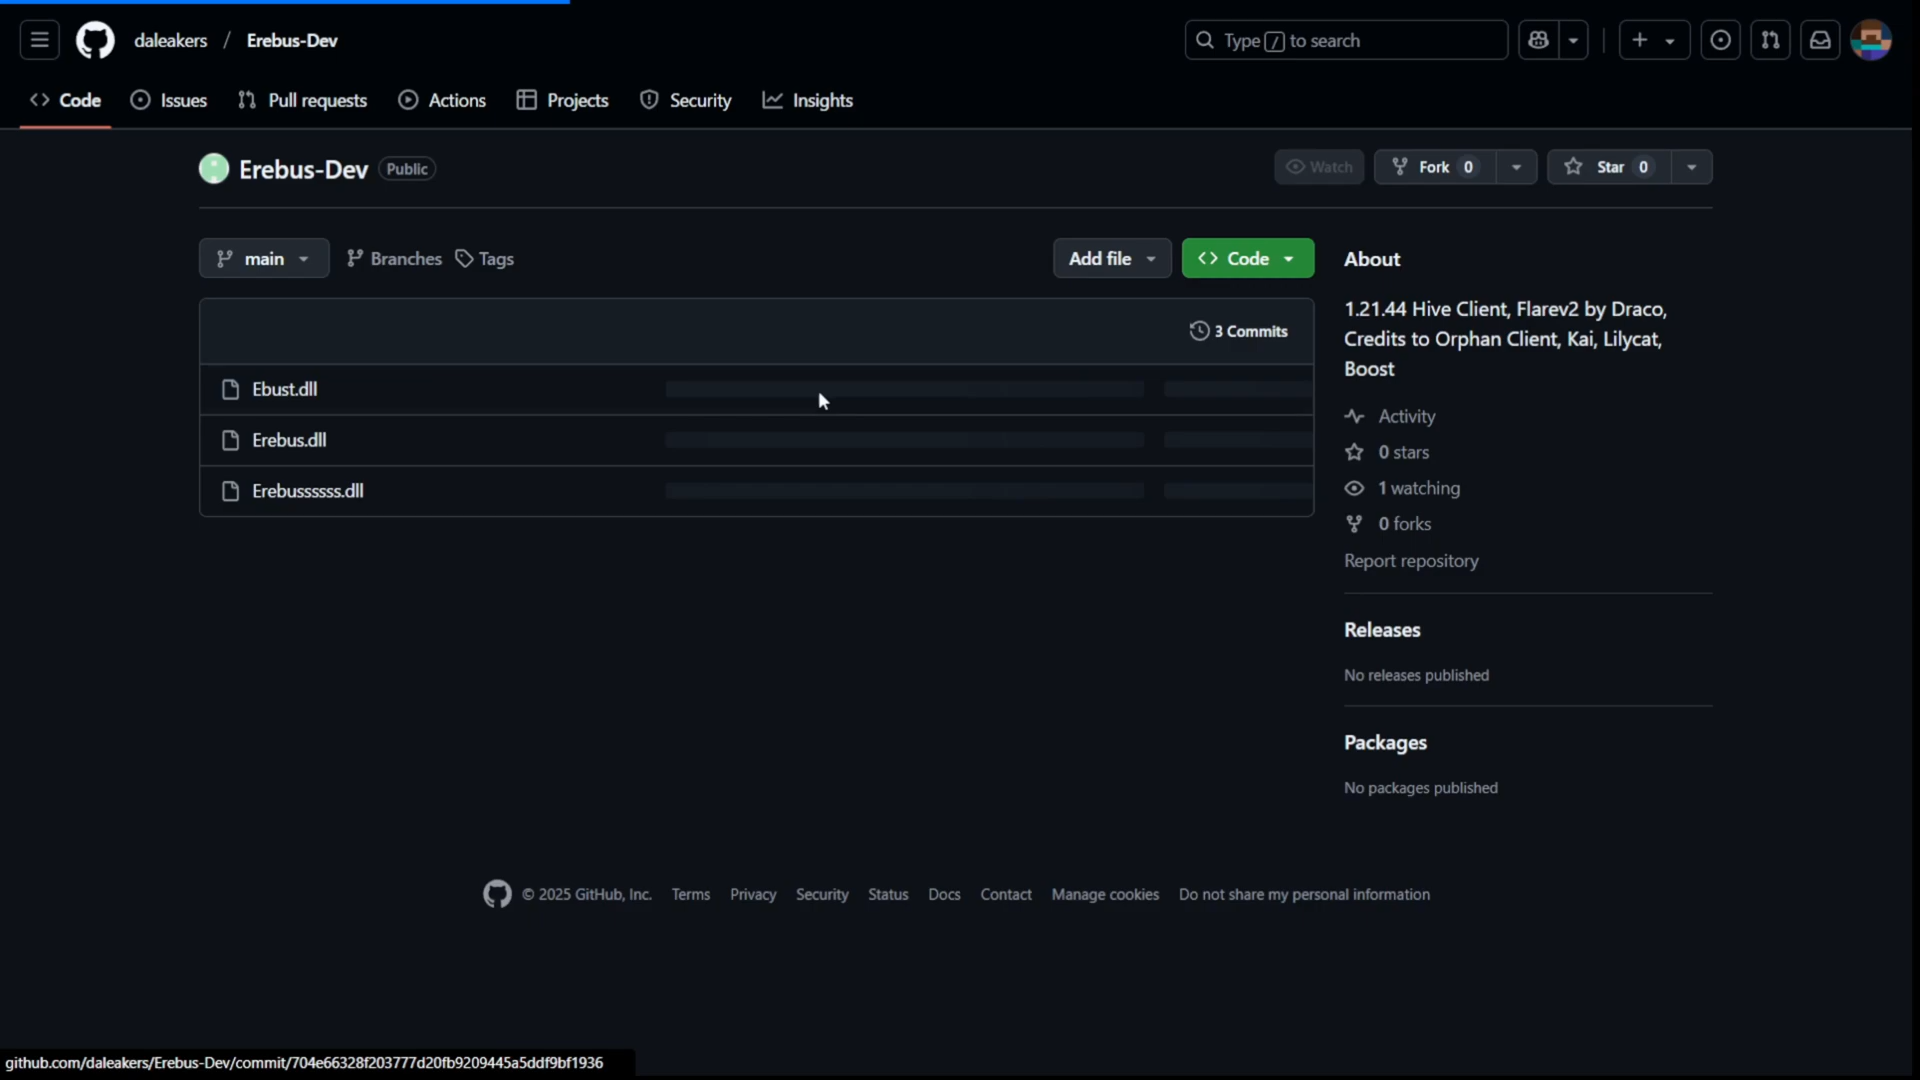 daleakers / Erebus-Dev
Type / to search
Code Issues Pull requests Actions Projects Security Insights
Erebus-Dev Public
Watch Fork 0 Star 0
main Branches Tags
Add file Code
3 Commits
Ebust.dll
Erebus.dll
Erebussssss.dll
About
1.21.44 Hive Client, Flarev2 by Draco,
Credits to Orphan Client, Kai, Lilycat,
Boost
Activity
0 stars
1 watching
0 forks
Report repository
Releases
No releases published
Packages
No packages published
© 2025 GitHub, Inc. Terms Privacy Security Status Docs Contact Manage cookies Do not share my personal information
github.com/daleakers/Erebus-Dev/commit/704e66328f203777d20fb9209445a5ddf9bf1936